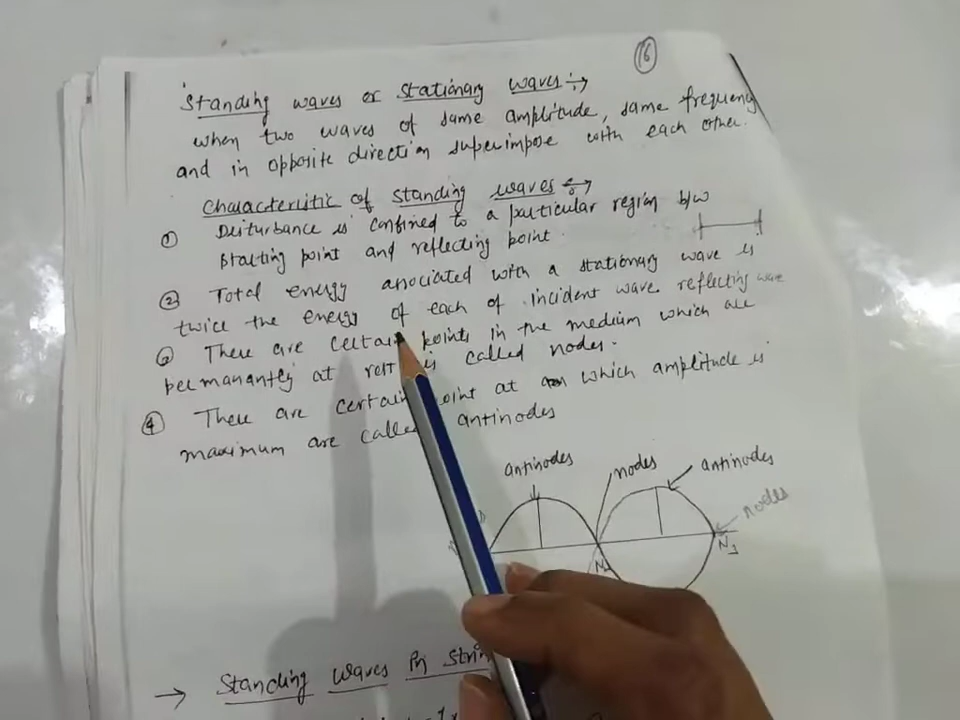 16
Standing waves or stationary waves :→
when two waves of same amplitude, same frequency
and in opposite direction superimpose with each other.
Characteristic of standing waves :→
① Disturbance is confined to a particular region b/w
starting point and reflecting point.
② Total energy associated with a stationary wave is
twice the energy of each of incident wave reflecting wave
③ There are certain points in the medium which are
permanantly at rest is called nodes.
④ There are certain point at which amplitude is
maximum are called antinodes
antinodes nodes antinodes
nodes
→ Standing waves in